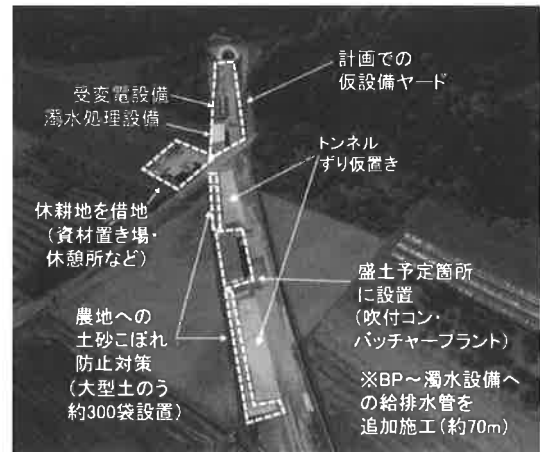 計画での
仮設備ヤード
受変電設備
濁水処理設備
トンネル
ずり仮置き
休耕地を借地
（資材置き場・
休憩所など）
盛土予定箇所
に設置
（吹付コン・
バッチャープラント）
農地への
土砂こぼれ
防止対策
（大型土のう
約300袋設置）
※BP～濁水設備へ
の給排水管を
追加施工（約70m）